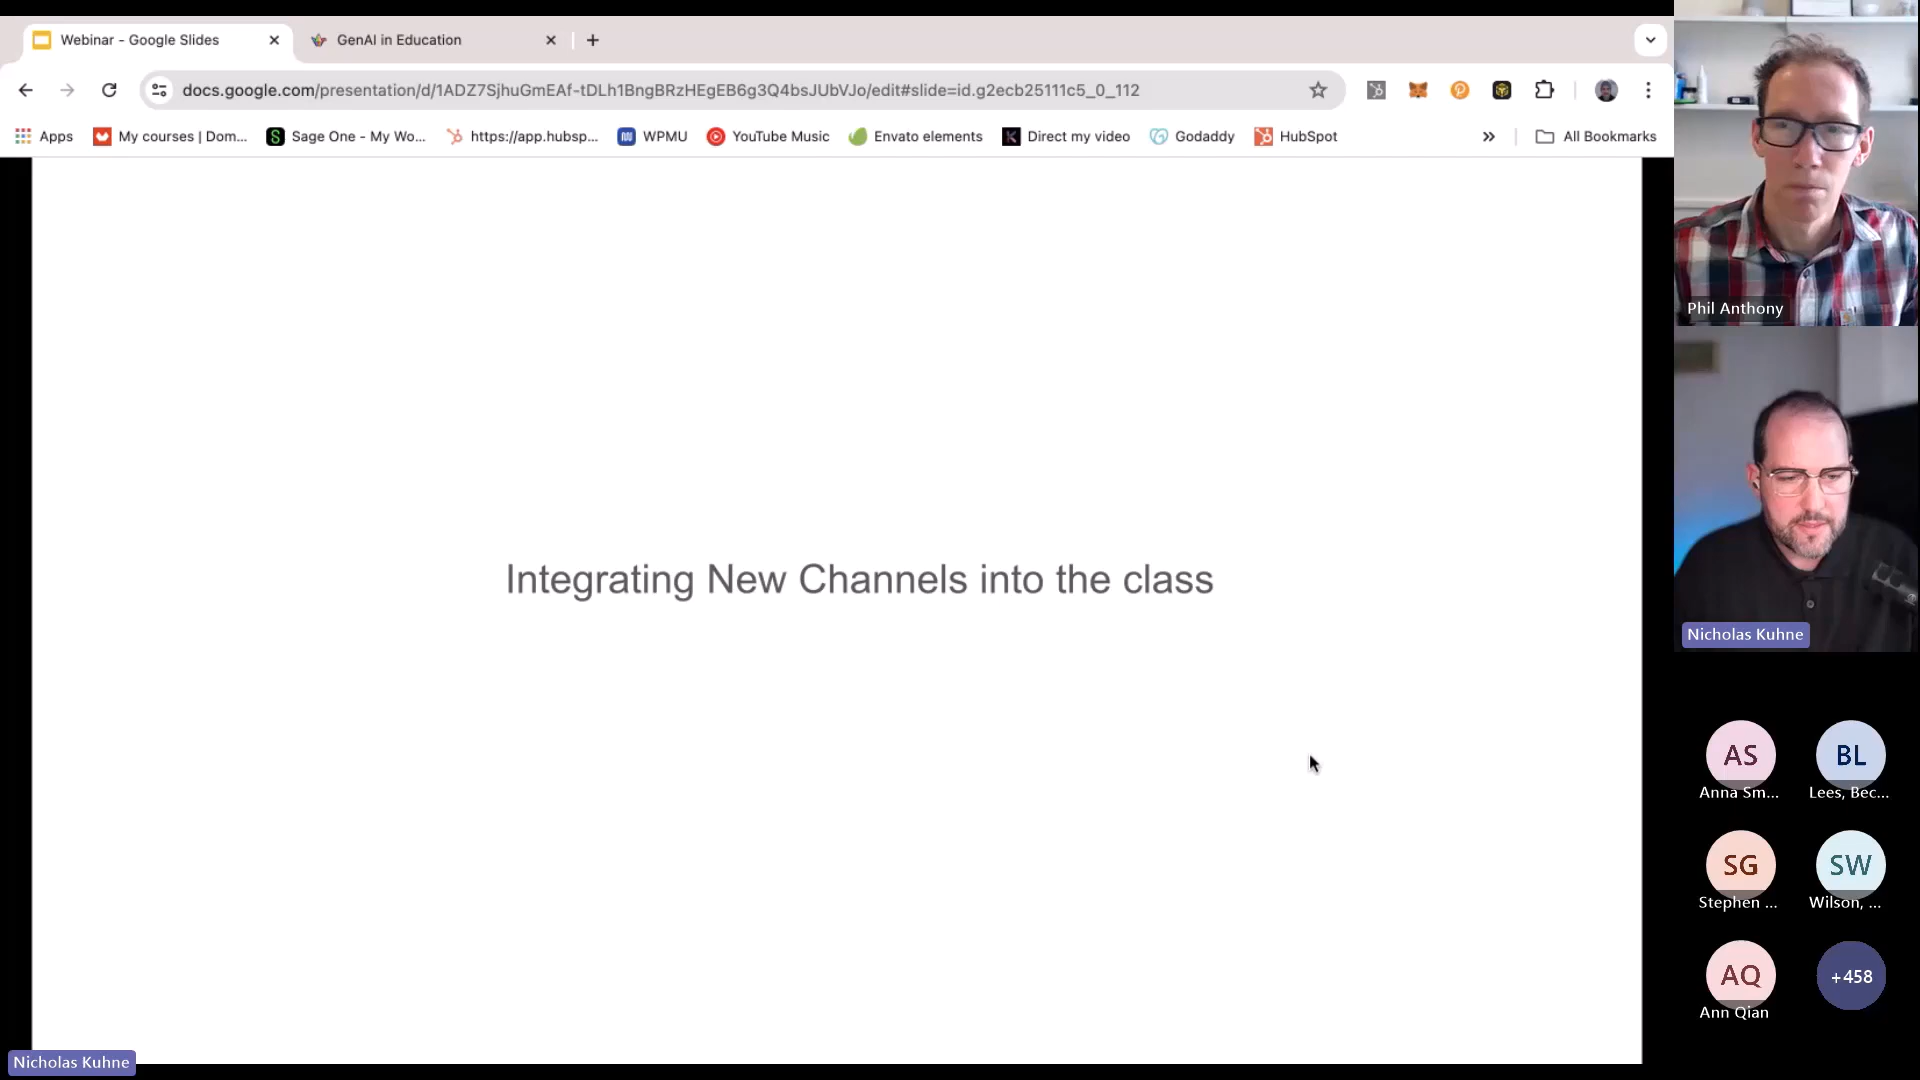 Webinar - Google Slides
GenAI in Education
docs.google.com/presentation/d/1ADZ7SjhuGmEAf-tDLh1BngBRzHEgEB6g3Q4bsJUbVJo/edit#slide=id.g2ecb25111c5_0_112
Apps
My courses | Dom...
Sage One - My Wo...
https://app.hubsp...
WPMU
YouTube Music
Envato elements
Direct my video
Godaddy
HubSpot
All Bookmarks
Integrating New Channels into the class
Nicholas Kuhne
Phil Anthony
Nicholas Kuhne
AS
Anna Sm...
BL
Lees, Bec...
SG
Stephen ...
SW
Wilson, ...
AQ
Ann Qian
+458